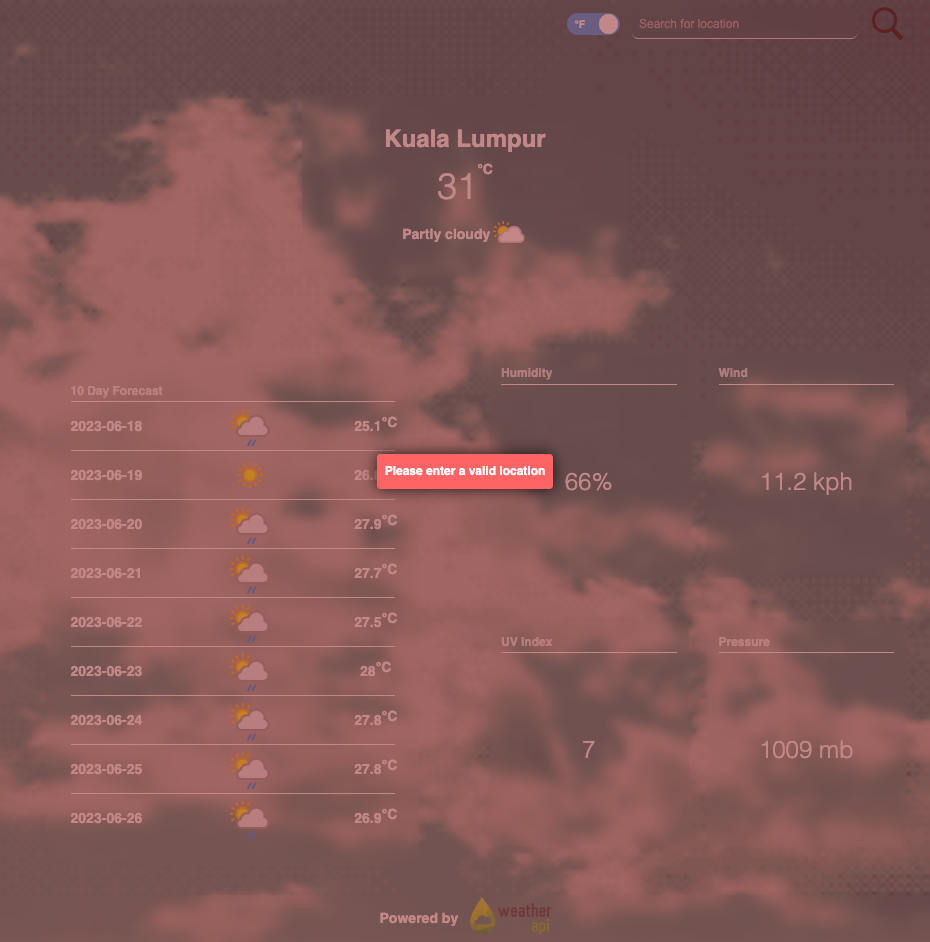 °F
Search for location
Kuala Lumpur
31°C
Partly cloudy
10 Day Forecast
2023-06-18 25.1°C
2023-06-19 26.
2023-06-20 27.9°C
2023-06-21 27.7°C
2023-06-22 27.5°C
2023-06-23 28°C
2023-06-24 27.8°C
2023-06-25 27.8°C
2023-06-26 26.9°C
Please enter a valid location
Humidity
66%
Wind
11.2 kph
UV Index
7
Pressure
1009 mb
Powered by
weather
api